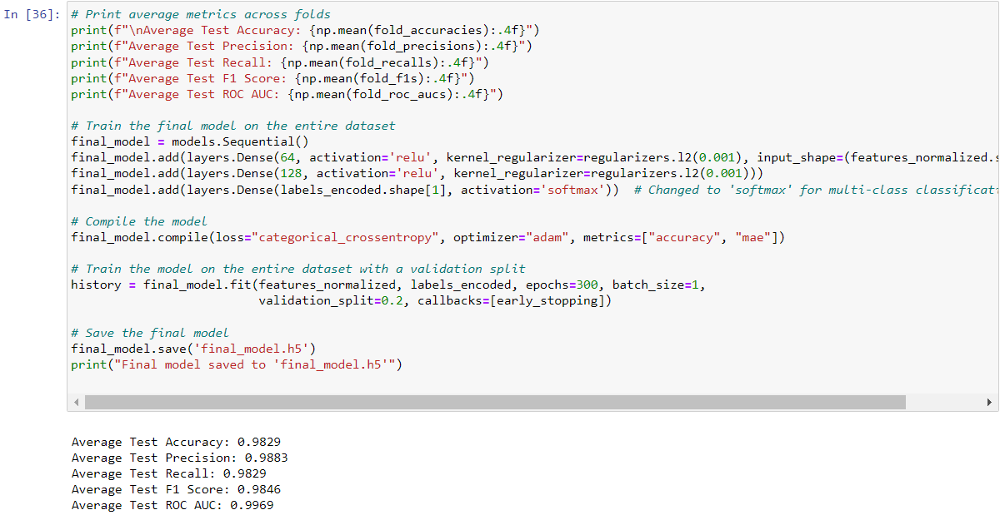 In [36]: # Print average metrics across folds
print(f"\nAverage Test Accuracy: {np.mean(fold_accuracies):.4f}")
print(f"Average Test Precision: {np.mean(fold_precisions):.4f}")
print(f"Average Test Recall: {np.mean(fold_recalls):.4f}")
print(f"Average Test F1 Score: {np.mean(fold_f1s):.4f}")
print(f"Average Test ROC AUC: {np.mean(fold_roc_aucs):.4f}")
# Train the final model on the entire dataset
final_model = models.Sequential()
final_model.add(layers.Dense(64, activation='relu', kernel_regularizer=regularizers.l2(0.001), input_shape=(features_normalized.s
final_model.add(layers.Dense(128, activation='relu', kernel_regularizer=regularizers.l2(0.001)))
final_model.add(layers.Dense(labels_encoded.shape[1], activation='softmax'))  # Changed to 'softmax' for multi-class classificati
# Compile the model
final_model.compile(loss="categorical_crossentropy", optimizer="adam", metrics=["accuracy", "mae"])
# Train the model on the entire dataset with a validation split
history = final_model.fit(features_normalized, labels_encoded, epochs=300, batch_size=1,
validation_split=0.2, callbacks=[early_stopping])
# Save the final model
final_model.save('final_model.h5')
print("Final model saved to 'final_model.h5'")
Average Test Accuracy: 0.9829
Average Test Precision: 0.9883
Average Test Recall: 0.9829
Average Test F1 Score: 0.9846
Average Test ROC AUC: 0.9969